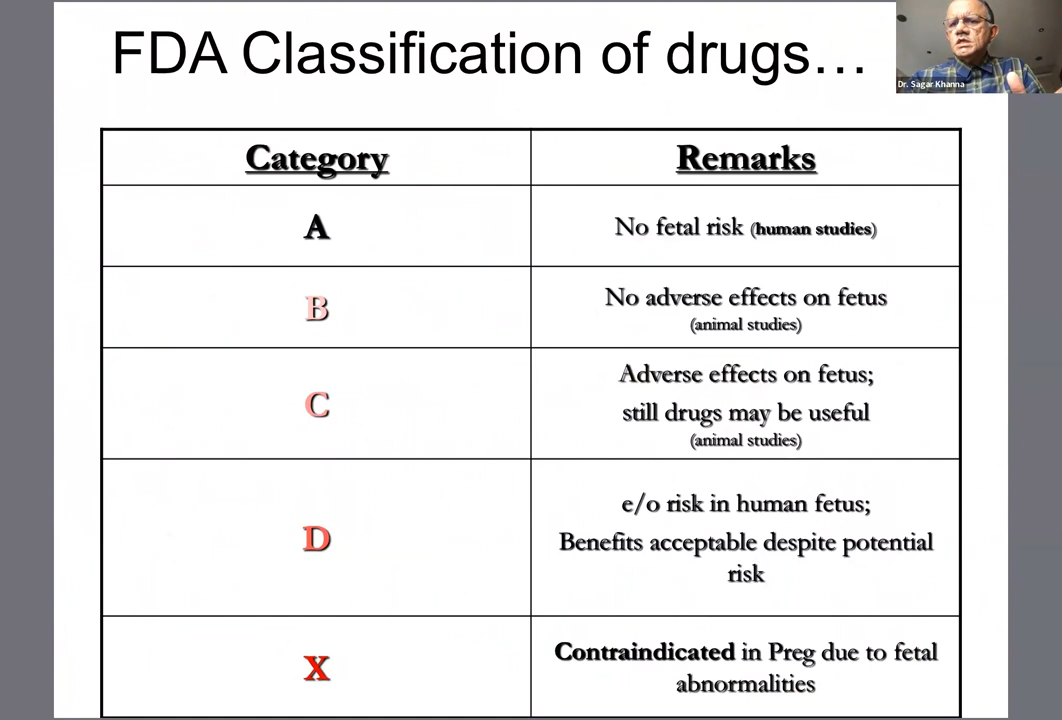 FDA Classification of drugs…
Dr. Sagar Khanna
Category
Remarks
A
No fetal risk (human studies)
B
No adverse effects on fetus
(animal studies)
C
Adverse effects on fetus;
still drugs may be useful
(animal studies)
D
e/o risk in human fetus;
Benefits acceptable despite potential
risk
X
Contraindicated in Preg due to fetal
abnormalities